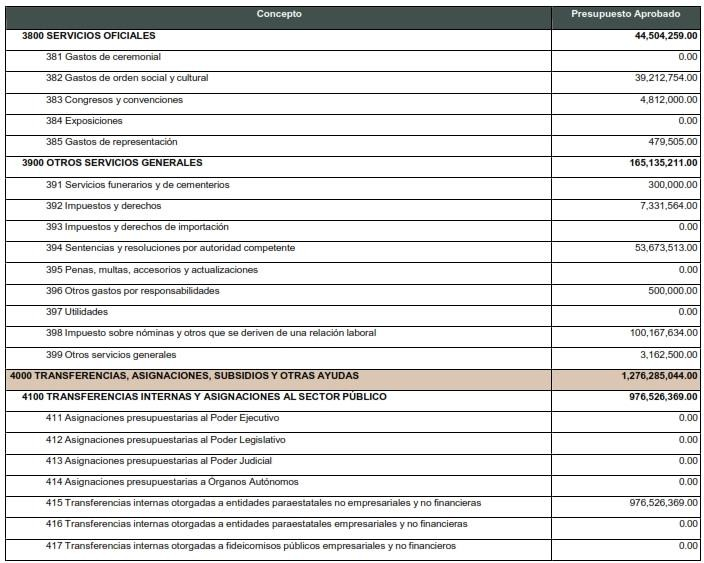 Concepto Presupuesto Aprobado
3800 SERVICIOS OFICIALES 44,504,259.00
381 Gastos de ceremonial 0.00
382 Gastos de orden social y cultural 39,212,754.00
383 Congresos y convenciones 4,812,000.00
384 Exposiciones 0.00
385 Gastos de representación 479,505.00
3900 OTROS SERVICIOS GENERALES 165,135,211.00
391 Servicios funerarios y de cementerios 300,000.00
392 Impuestos y derechos 7,331,564.00
393 Impuestos y derechos de importación 0.00
394 Sentencias y resoluciones por autoridad competente 53,673,513.00
395 Penas, multas, accesorios y actualizaciones 0.00
396 Otros gastos por responsabilidades 500,000.00
397 Utilidades 0.00
398 Impuesto sobre nóminas y otros que se deriven de una relación laboral 100,167,634.00
399 Otros servicios generales 3,162,500.00
4000 TRANSFERENCIAS, ASIGNACIONES, SUBSIDIOS Y OTRAS AYUDAS 1,276,285,044.00
4100 TRANSFERENCIAS INTERNAS Y ASIGNACIONES AL SECTOR PÚBLICO 976,526,369.00
411 Asignaciones presupuestarias al Poder Ejecutivo 0.00
412 Asignaciones presupuestarias al Poder Legislativo 0.00
413 Asignaciones presupuestarias al Poder Judicial 0.00
414 Asignaciones presupuestarias a Órganos Autónomos 0.00
415 Transferencias internas otorgadas a entidades paraestatales no empresariales y no financieras 976,526,369.00
416 Transferencias internas otorgadas a entidades paraestatales empresariales y no financieras 0.00
417 Transferencias internas otorgadas a fideicomisos públicos empresariales y no financieros 0.00